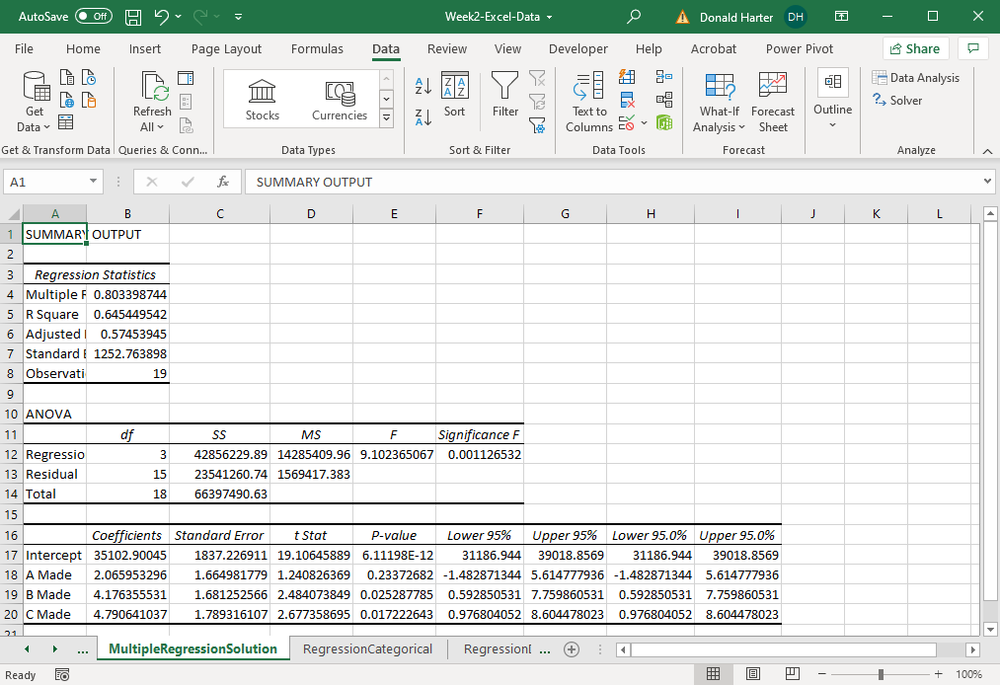 AutoSave Off Week2-Excel-Data Donald Harter DH
File Home Insert Page Layout Formulas Data Review View Developer Help Acrobat Power Pivot Share
Get Data Refresh All Stocks Currencies Sort Filter Text to Columns What-If Analysis Forecast Sheet Outline Data Analysis Solver
Get & Transform Data Queries & Conn... Data Types Sort & Filter Data Tools Forecast Analyze
A1 fx SUMMARY OUTPUT
A B C D E F G H I J K L
1 SUMMARY OUTPUT
2
3 Regression Statistics
4 Multiple R 0.803398744
5 R Square 0.645449542
6 Adjusted 0.57453945
7 Standard E 1252.763898
8 Observati 19
9
10 ANOVA
11 df SS MS F Significance F
12 Regressio 3 42856229.89 14285409.96 9.102365067 0.001126532
13 Residual 15 23541260.74 1569417.383
14 Total 18 66397490.63
15
16 Coefficients Standard Error t Stat P-value Lower 95% Upper 95% Lower 95.0% Upper 95.0%
17 Intercept 35102.90045 1837.226911 19.10645889 6.11198E-12 31186.944 39018.8569 31186.944 39018.8569
18 A Made 2.065953296 1.664981779 1.240826369 0.23372682 -1.482871344 5.614777936 -1.482871344 5.614777936
19 B Made 4.176355531 1.681252566 2.484073849 0.025287785 0.592850531 7.759860531 0.592850531 7.759860531
20 C Made 4.790641037 1.789316107 2.677358695 0.017222643 0.976804052 8.604478023 0.976804052 8.604478023
21
... MultipleRegressionSolution RegressionCategorical RegressionI ...
Ready 100%